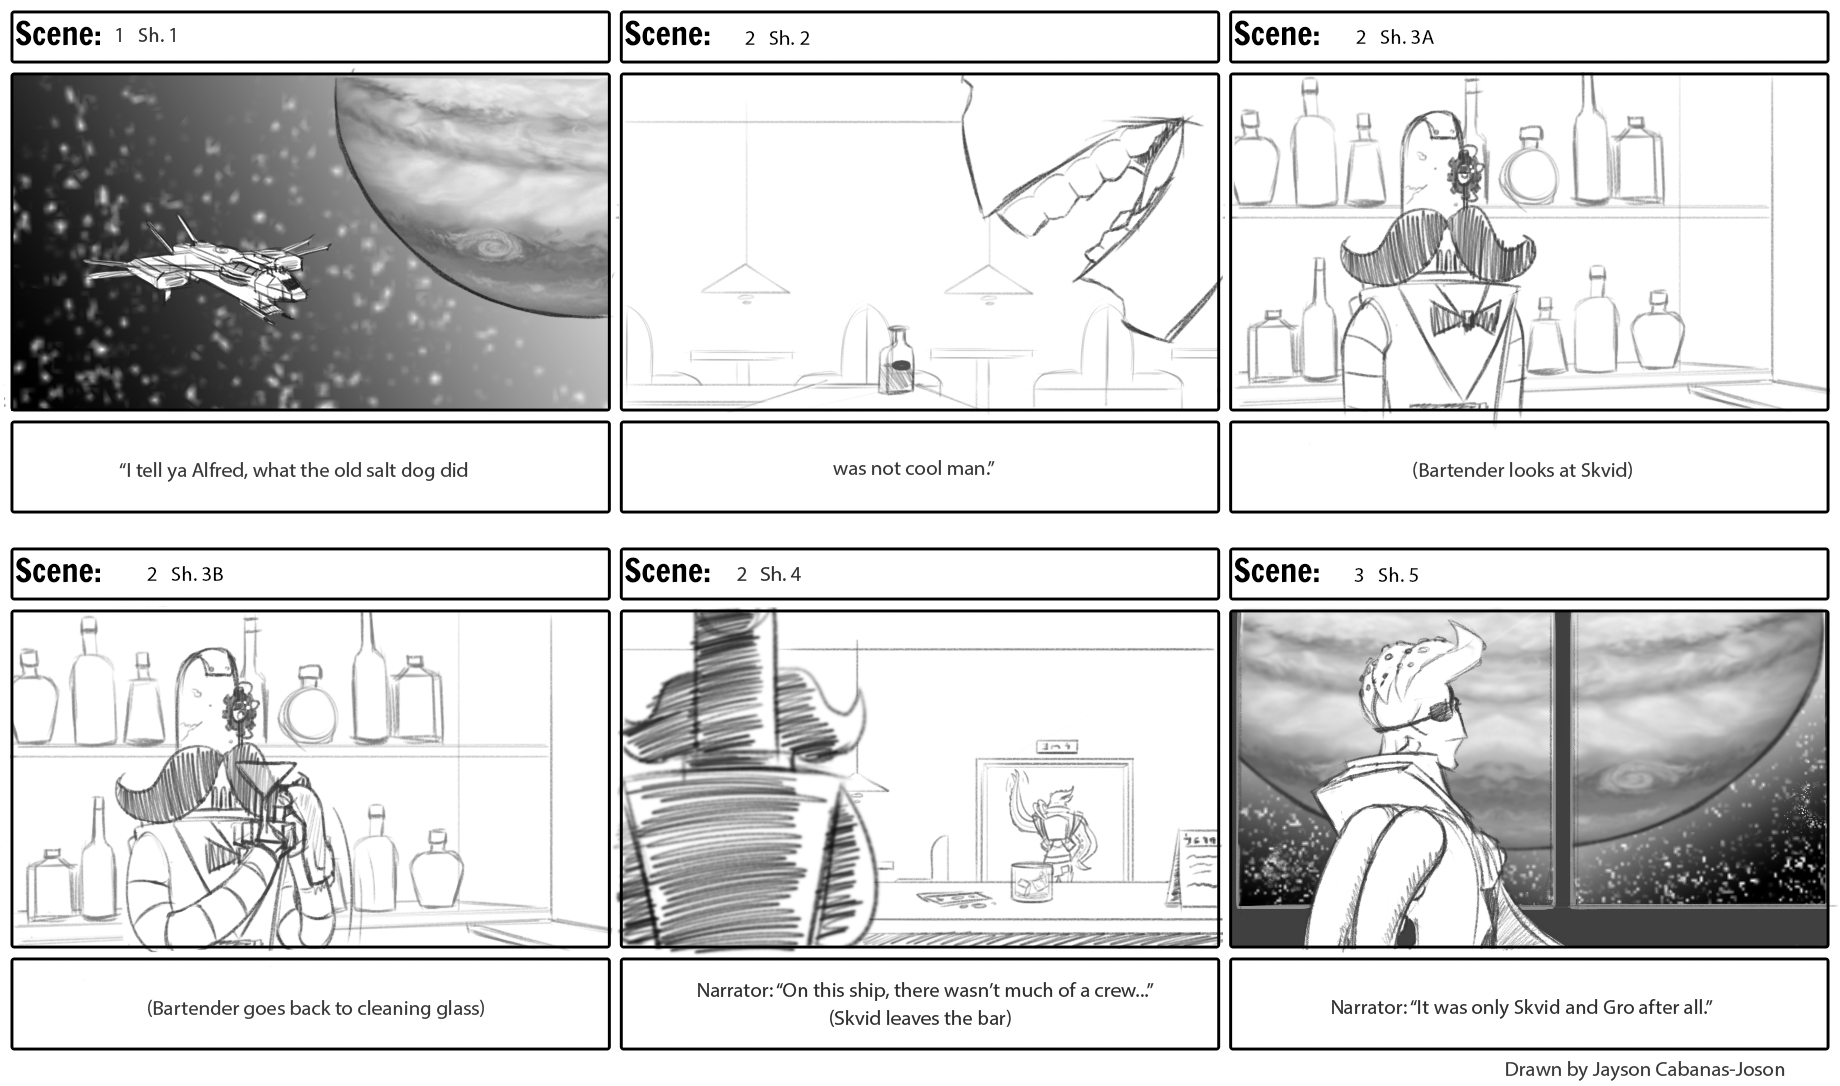 Scene: 1 Sh. 1
Scene: 2 Sh. 2
Scene: 2 Sh. 3A
“I tell ya Alfred, what the old salt dog did
was not cool man.”
(Bartender looks at Skvid)
Scene: 2 Sh. 3B
Scene: 2 Sh. 4
Scene: 3 Sh. 5
(Bartender goes back to cleaning glass)
Narrator: “On this ship, there wasn’t much of a crew...”
(Skvid leaves the bar)
Narrator: “It was only Skvid and Gro after all.”
Drawn by Jayson Cabanas-Joson